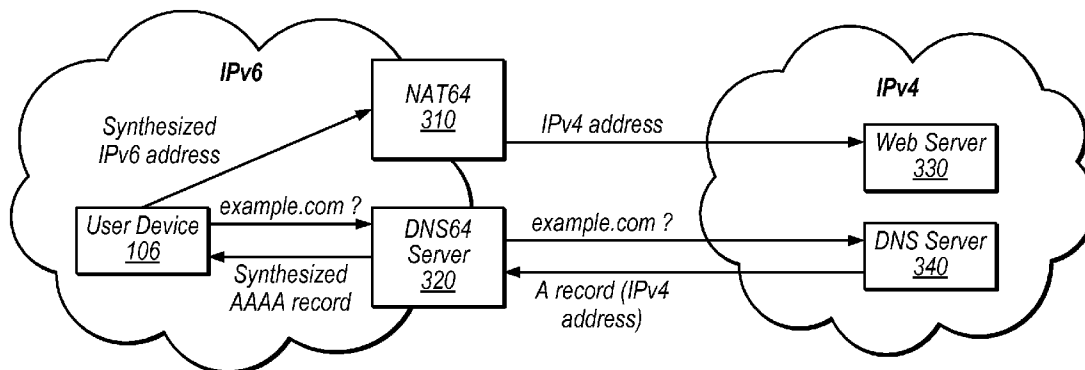 IPv6
NAT64
310
Synthesized
IPv6 address
IPv4 address
IPv4
Web Server
330
User Device
106
example.com ?
Synthesized
AAAA record
DNS64
Server
320
example.com ?
A record (IPv4
address)
DNS Server
340